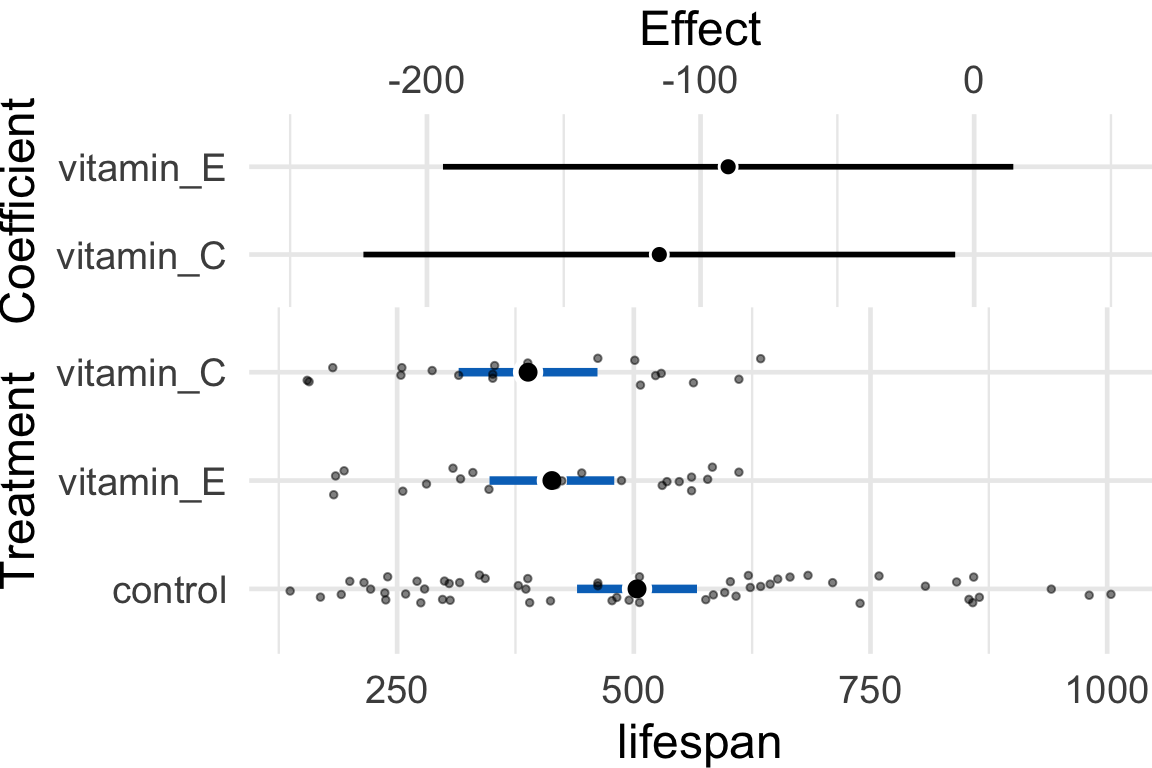 Effect
-200 -100 0
Coefficient
vitamin_E
vitamin_C
Treatment
vitamin_C
vitamin_E
control
250 500 750 1000
lifespan